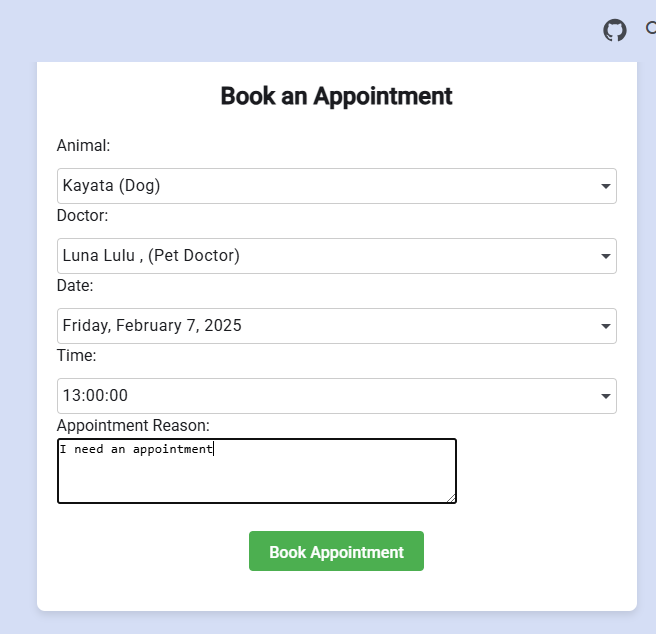 Book an Appointment
Animal:
Kayata (Dog)
Doctor:
Luna Lulu , (Pet Doctor)
Date:
Friday, February 7, 2025
Time:
13:00:00
Appointment Reason:
I need an appointment
Book Appointment